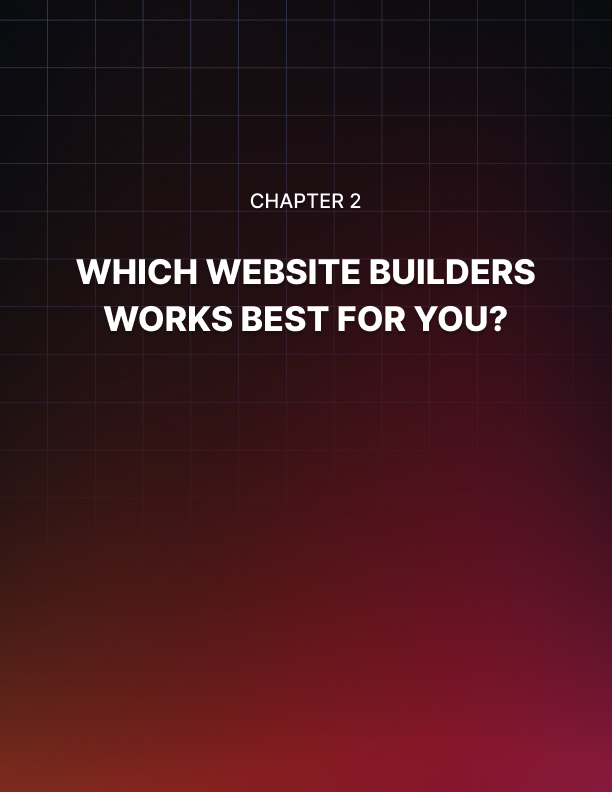 CHAPTER 2
WHICH WEBSITE BUILDERS
WORKS BEST FOR YOU?